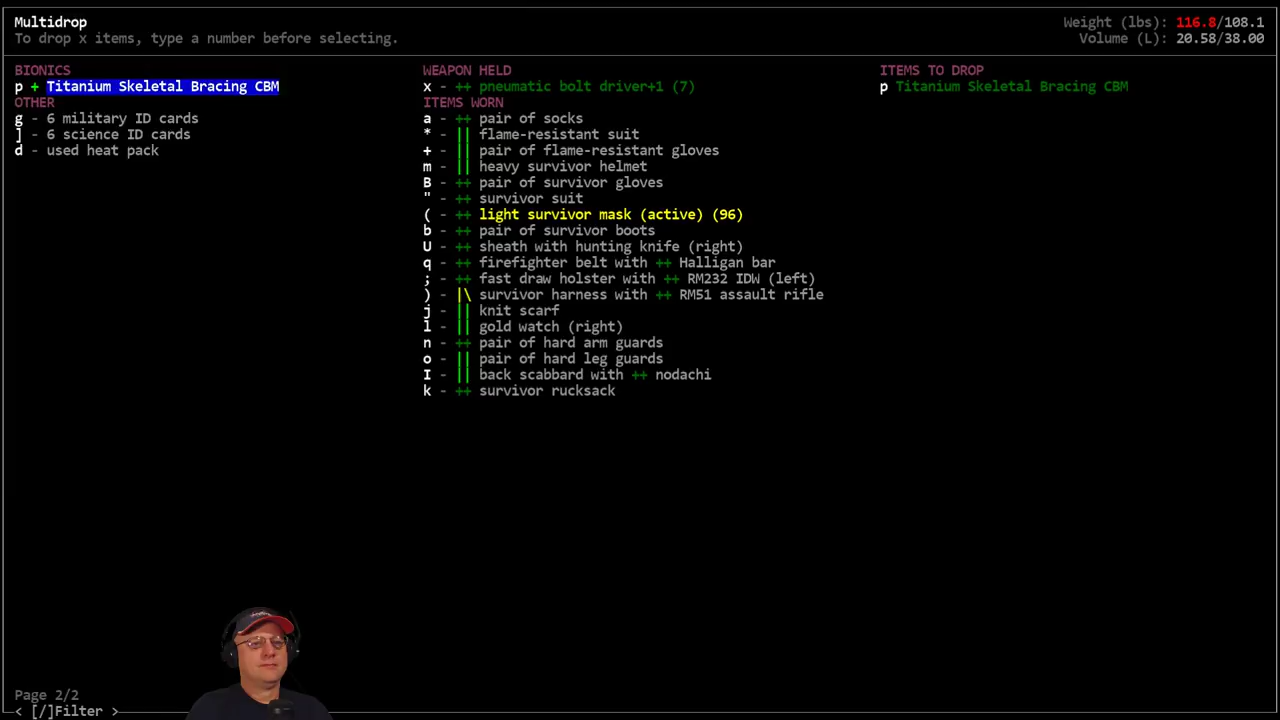 Multidrop
To drop x items, type a number before selecting.
Weight (lbs): 116.8/108.1
Volume (L): 20.58/38.00
BIONICS
p + Titanium Skeletal Bracing CBM
OTHER
g - 6 military ID cards
] - 6 science ID cards
d - used heat pack
WEAPON HELD
x - ++ pneumatic bolt driver+1 (7)
ITEMS WORN
a - ++ pair of socks
* - || flame-resistant suit
+ - || pair of flame-resistant gloves
m - || heavy survivor helmet
B - ++ pair of survivor gloves
" - ++ survivor suit
( - ++ light survivor mask (active) (96)
b - ++ pair of survivor boots
U - ++ sheath with hunting knife (right)
q - ++ firefighter belt with ++ Halligan bar
; - ++ fast draw holster with ++ RM232 IDW (left)
) - |\ survivor harness with ++ RM51 assault rifle
j - || knit scarf
l - || gold watch (right)
n - ++ pair of hard arm guards
o - || pair of hard leg guards
I - || back scabbard with ++ nodachi
k - ++ survivor rucksack
ITEMS TO DROP
p Titanium Skeletal Bracing CBM
Page 2/2
< [/]Filter >